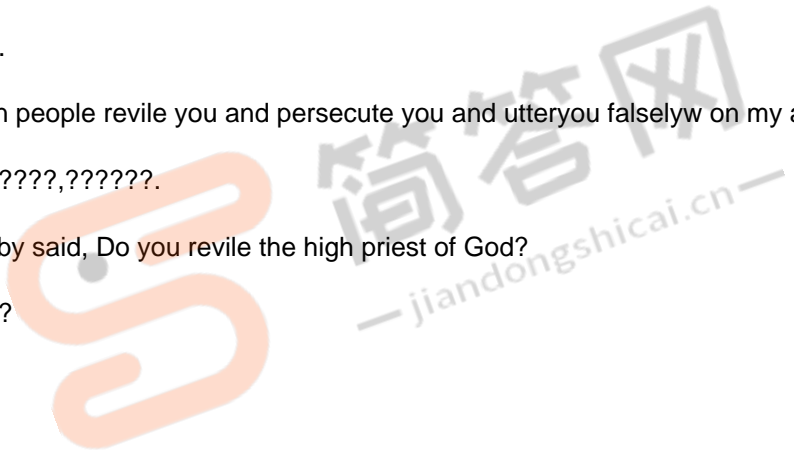 .
n people revile you and persecute you and utteryou falselyw on my a
????,??????.
by said, Do you revile the high priest of God?
?
简答网
jiandongshicai.cn